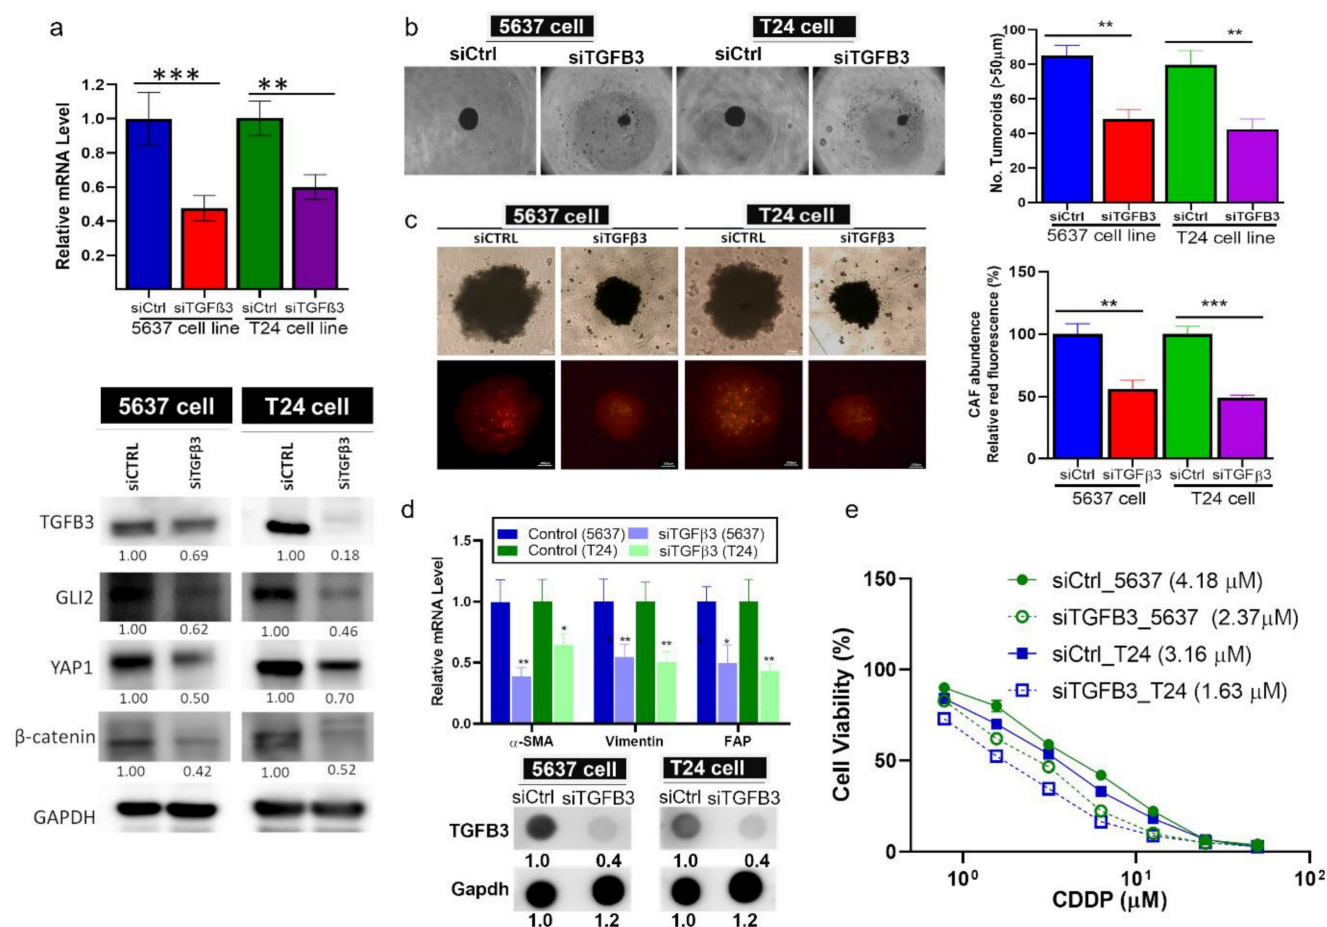 a
***
**
Relative mRNA Level
1.2
1.0
0.8
0.6
0.4
0.2
siCtrl siTGFß3 siCtrl siTGFß3
5637 cell line T24 cell line
5637 cell T24 cell
siCTRL SiTGFβ3 siCTRL siTGFβ3
TGFB3
1.00 0.69 1.00 0.18
GLI2
1.00 0.62 1.00 0.46
YAP1
1.00 0.50 1.00 0.70
β-catenin
1.00 0.42 1.00 0.52
GAPDH
b
5637 cell T24 cell
siCtrl siTGFB3 siCtrl siTGFB3
No. Tumoroids (>50µm)
100
80
60
40
20
0
** **
siCtrl siTGFB3 siCtrl siTGFB3
5637 cell line T24 cell line
c
5637 cell T24 cell
siCTRL siTGFβ3 siCTRL siTGFβ3
CAF abundance
Relative red fluorescence (%)
150
100
50
0
** ***
siCtrl siTGFβ3 siCtrl siTGFβ3
5637 cell T24 cell
d
Control (5637) siTGFβ3 (5637)
Control (T24) siTGFβ3 (T24)
Relative mRNA Level
1.5
1.0
0.5
0.0
** * ** ** * **
α-SMA Vimentin FAP
5637 cell T24 cell
siCtrl siTGFB3 siCtrl siTGFB3
TGFB3
1.0 0.4 1.0 0.4
Gapdh
1.0 1.2 1.0 1.2
e
siCtrl_5637 (4.18 µM)
siTGFB3_5637 (2.37µM)
siCtrl_T24 (3.16 µM)
siTGFB3_T24 (1.63 µM)
Cell Viability (%)
150
100
50
0
10⁰ 10¹ 10²
CDDP (µM)